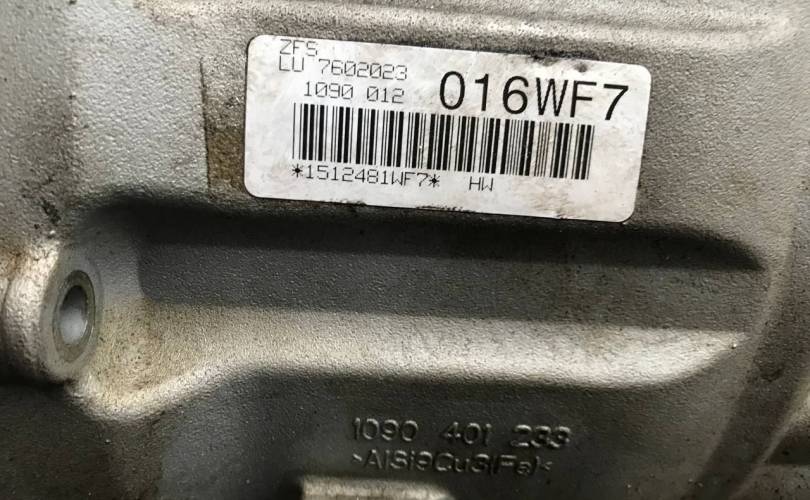 ZFS
LU 7602023
1090 012 016WF7
*1512481WF7* HW
1090 401 233
>AlSi9Cu3(Fe)<